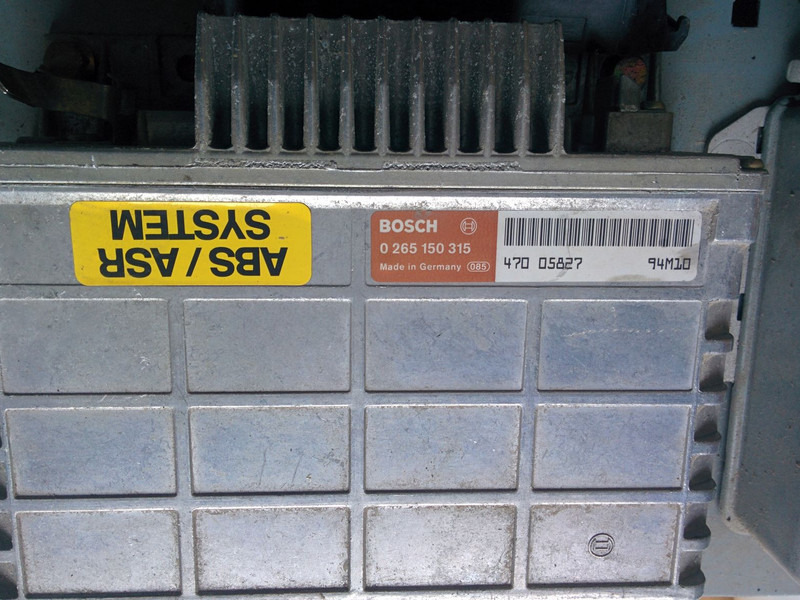 ABS / ASR
SYSTEM
BOSCH
0 265 150 315
Made in Germany 085
470 05827 94M10